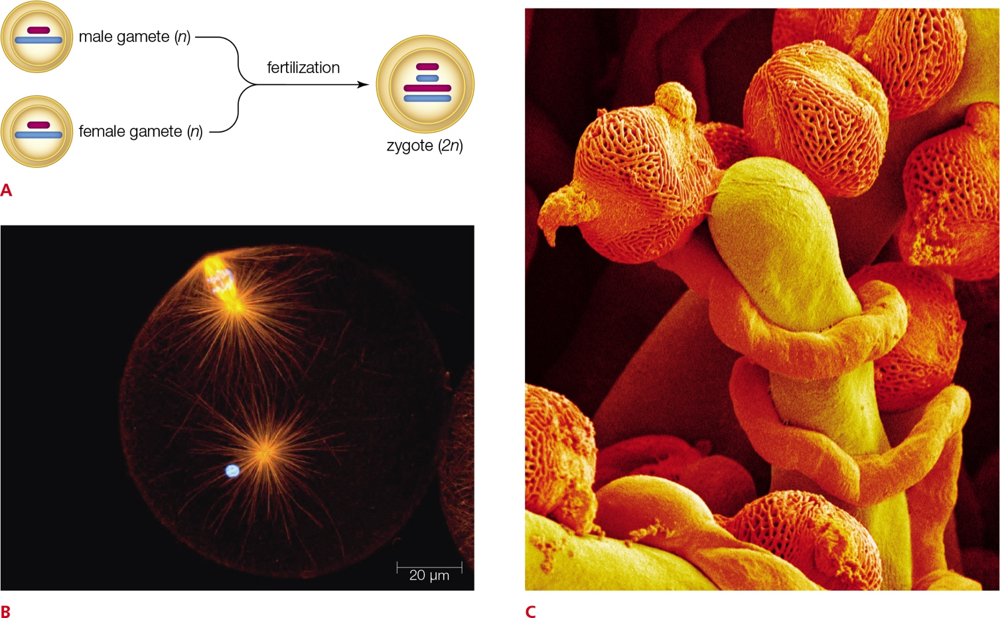 male gamete (n)
fertilization
female gamete (n)
zygote (2n)
A
20 µm
B
C